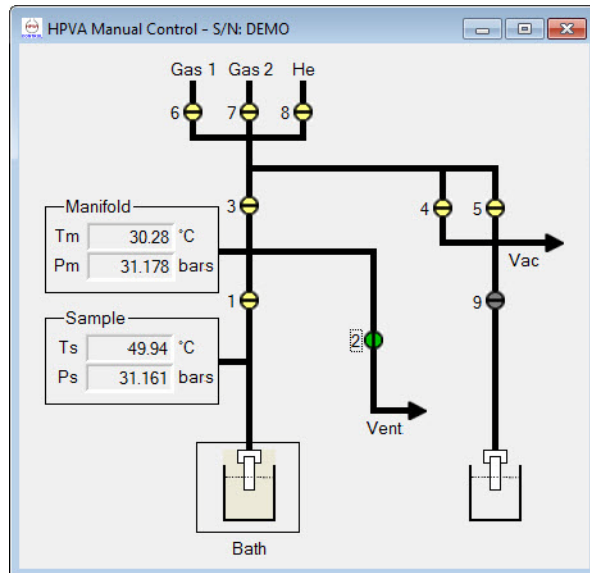 HPVA Manual Control - S/N: DEMO
Gas 1 Gas 2 He
6 7 8
Manifold
Tm 30.28 °C
Pm 31.178 bars
3
4 5
Vac
1
9
Sample
Ts 49.94 °C
Ps 31.161 bars
2
Vent
Bath